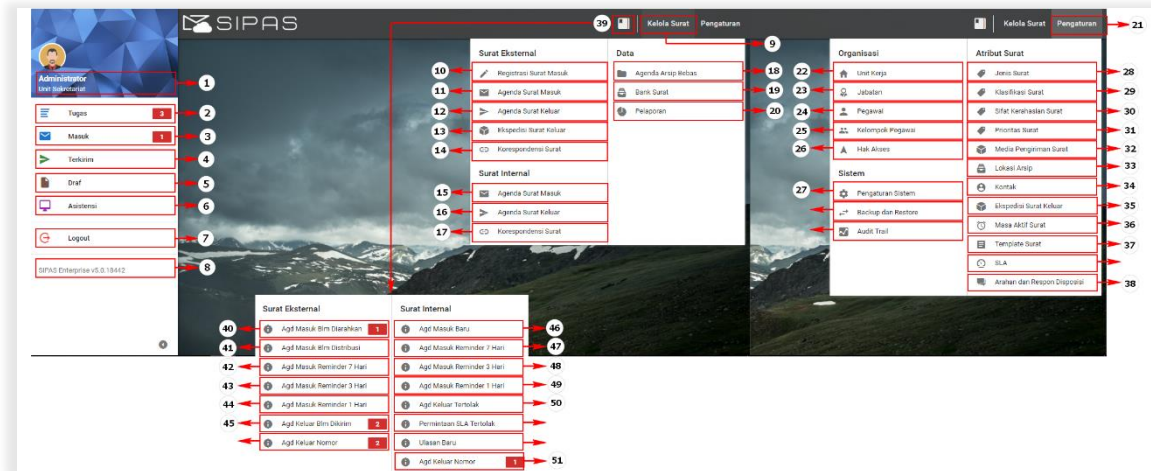 SIPAS
39
Kelola Surat
Pengaturan
9
Kelola Surat
Pengaturan
21
Administrator
Unit Sekretariat
1
Tugas
3
2
Masuk
1
3
Terkirim
4
Draf
5
Asistensi
6
Logout
7
SIPAS Enterprise v5.0.18442
8
Surat Eksternal
10
Registrasi Surat Masuk
11
Agenda Surat Masuk
12
Agenda Surat Keluar
13
Ekspedisi Surat Keluar
14
Korespondensi Surat
Surat Internal
15
Agenda Surat Masuk
16
Agenda Surat Keluar
17
Korespondensi Surat
Data
Agenda Arsip Bebas
18
Bank Surat
19
Pelaporan
20
Organisasi
22
Unit Kerja
23
Jabatan
24
Pegawai
25
Kelompok Pegawai
26
Hak Akses
Sistem
27
Pengaturan Sistem
Backup dan Restore
Audit Trail
Atribut Surat
Jenis Surat
28
Klasifikasi Surat
29
Sifat Kerahasian Surat
30
Prioritas Surat
31
Media Pengiriman Surat
32
Lokasi Arsip
33
Kontak
34
Ekspedisi Surat Keluar
35
Masa Aktif Surat
36
Template Surat
37
SLA
Arahan dan Respon Disposisi
38
Surat Eksternal
40
Agd Masuk Blm Diarahkan
1
41
Agd Masuk Blm Distribusi
42
Agd Masuk Reminder 7 Hari
43
Agd Masuk Reminder 3 Hari
44
Agd Masuk Reminder 1 Hari
45
Agd Keluar Blm Dikirim
2
Agd Keluar Nomor
2
Surat Internal
Agd Masuk Baru
46
Agd Masuk Reminder 7 Hari
47
Agd Masuk Reminder 3 Hari
48
Agd Masuk Reminder 1 Hari
49
Agd Keluar Tertolak
50
Permintaan SLA Tertolak
Ulasan Baru
Agd Keluar Nomor
1
51